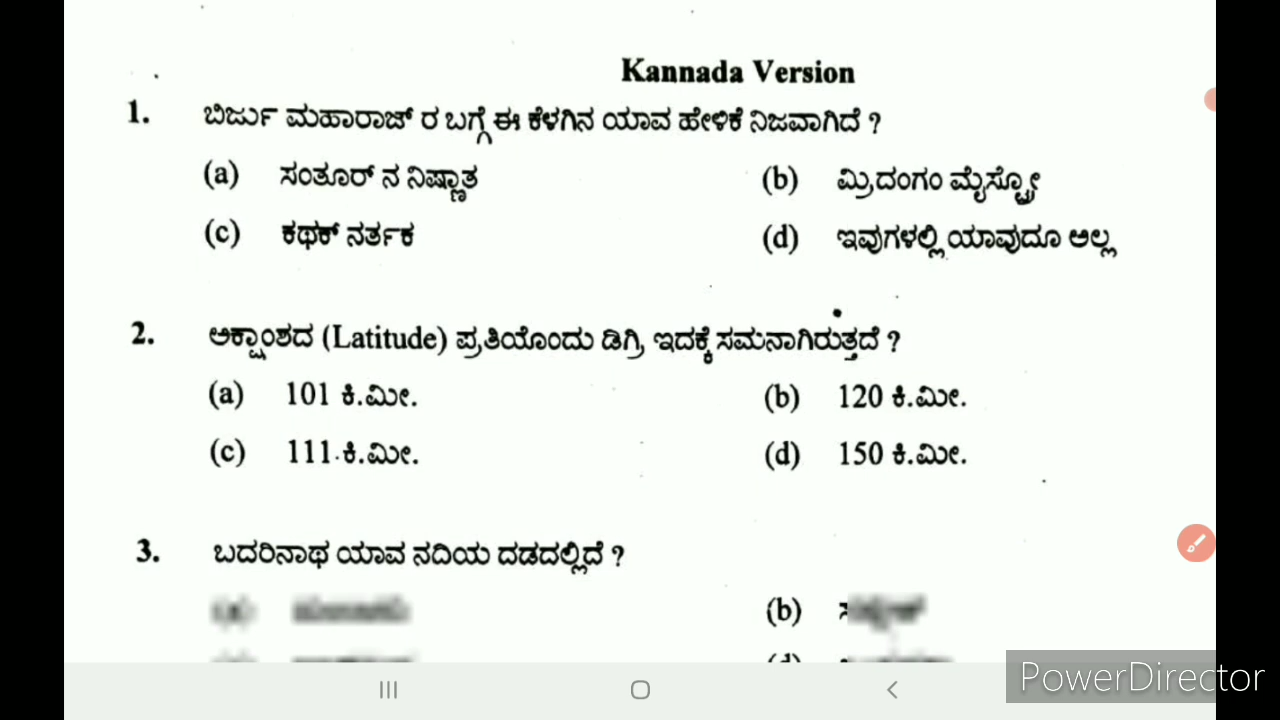 Kannada Version
1. ಬಿರ್ಜು ಮಹಾರಾಜ್ ರ ಬಗ್ಗೆ ಈ ಕೆಳಗಿನ ಯಾವ ಹೇಳಿಕೆ ನಿಜವಾಗಿದೆ ?
(a) ಸಂತೂರ್ ನ ನಿಷ್ಣಾತ (b) ಮ್ರಿದಂಗಂ ಮೈಸ್ಟ್ರೋ
(c) ಕಥಕ್ ನರ್ತಕ (d) ಇವುಗಳಲ್ಲಿ ಯಾವುದೂ ಅಲ್ಲ
2. ಅಕ್ಷಾಂಶದ (Latitude) ಪ್ರತಿಯೊಂದು ಡಿಗ್ರಿ ಇದಕ್ಕೆ ಸಮನಾಗಿರುತ್ತದೆ ?
(a) 101 ಕಿ.ಮೀ. (b) 120 ಕಿ.ಮೀ.
(c) 111 ಕಿ.ಮೀ. (d) 150 ಕಿ.ಮೀ.
3. ಬದರಿನಾಥ ಯಾವ ನದಿಯ ದಡದಲ್ಲಿದೆ ?
(b)
PowerDirector